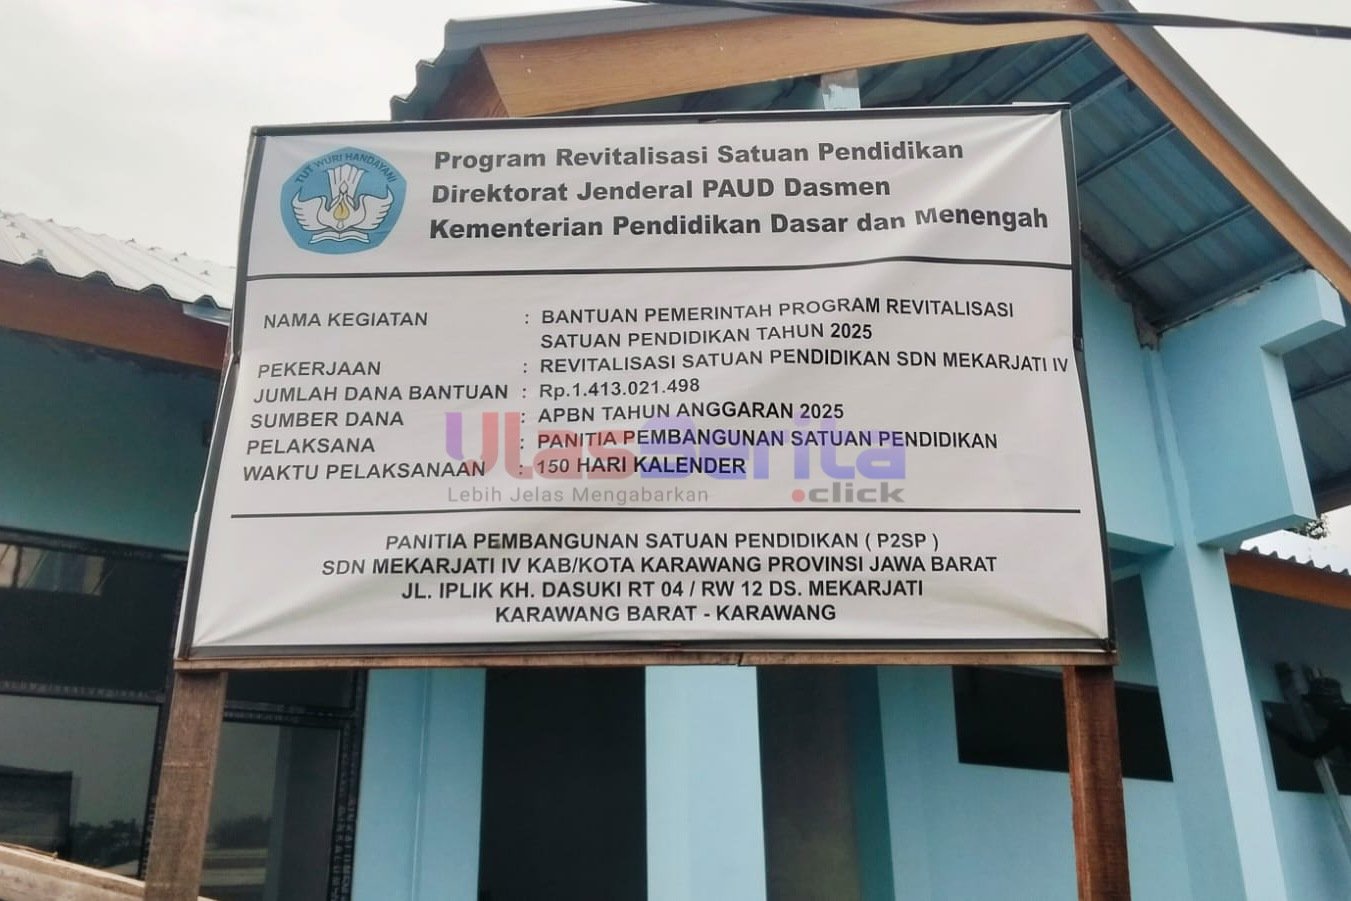 TUT WURI HANDAYANI
Program Revitalisasi Satuan Pendidikan
Direktorat Jenderal PAUD Dasmen
Kementerian Pendidikan Dasar dan Menengah
NAMA KEGIATAN : BANTUAN PEMERINTAH PROGRAM REVITALISASI
SATUAN PENDIDIKAN TAHUN 2025
PEKERJAAN : REVITALISASI SATUAN PENDIDIKAN SDN MEKARJATI IV
JUMLAH DANA BANTUAN : Rp.1.413.021.498
SUMBER DANA : APBN TAHUN ANGGARAN 2025
PELAKSANA : PANITIA PEMBANGUNAN SATUAN PENDIDIKAN
WAKTU PELAKSANAAN : 150 HARI KALENDER
UlasBerita
Lebih Jelas Mengabarkan
.click
PANITIA PEMBANGUNAN SATUAN PENDIDIKAN ( P2SP )
SDN MEKARJATI IV KAB/KOTA KARAWANG PROVINSI JAWA BARAT
JL. IPLIK KH. DASUKI RT 04 / RW 12 DS. MEKARJATI
KARAWANG BARAT - KARAWANG